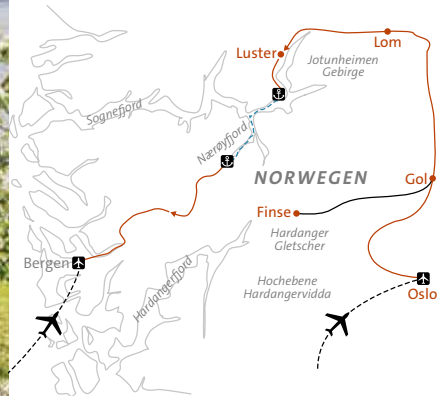 Luster
Lom
Jotunheimen
Gebirge
Sognefjord
Nærøyfjord
NORWEGEN
Gol
Finse
Hardanger
Gletscher
Bergen
Hardangerfjord
Hochebene
Hardangervidda
Oslo